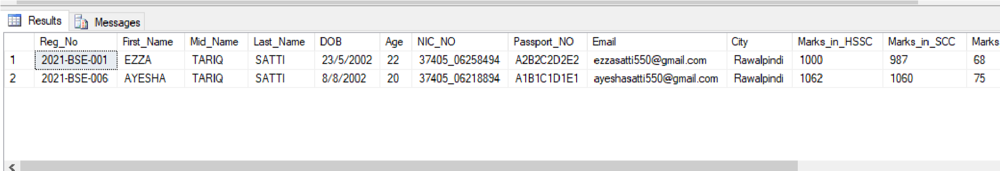 Results Messages
Reg_No First_Name Mid_Name Last_Name DOB Age NIC_NO Passport_NO Email City Marks_in_HSSC Marks_in_SCC Marks
1 2021-BSE-001 EZZA TARIQ SATTI 23/5/2002 22 37405_06258494 A2B2C2D2E2 ezzasatti550@gmail.com Rawalpindi 1000 987 68
2 2021-BSE-006 AYESHA TARIQ SATTI 8/8/2002 20 37405_06218894 A1B1C1D1E1 ayeshasatti550@gmail.com Rawalpindi 1062 1060 75